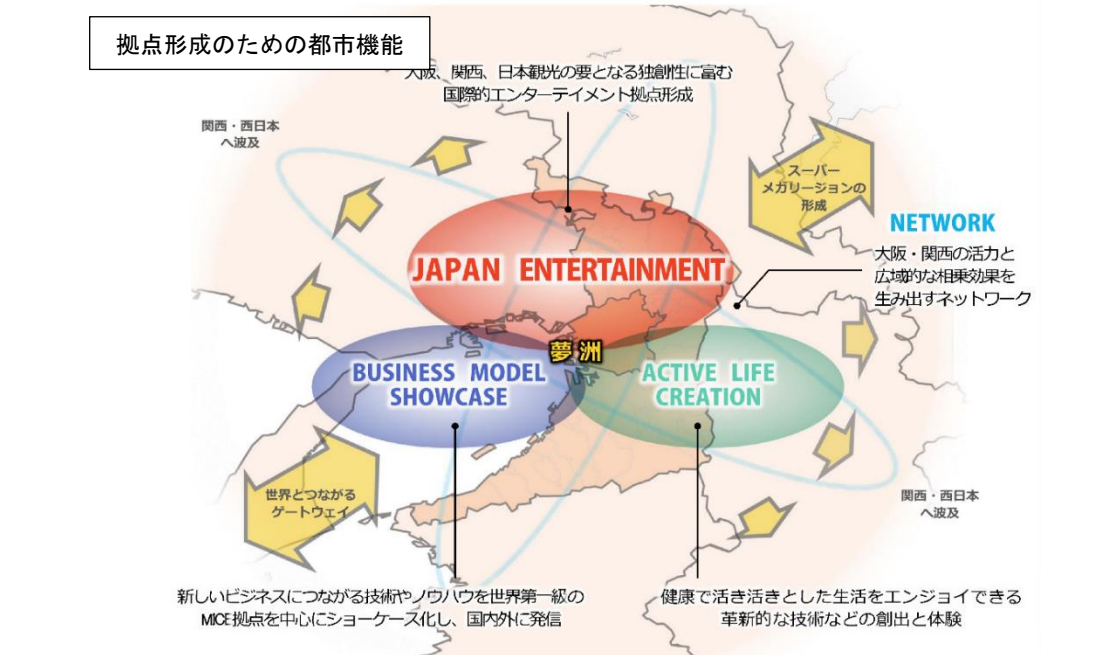 拠点形成のための都市機能
大阪、関西、日本観光の要となる独創性に富む
国際的エンターテイメント拠点形成
関西・西日本
へ波及
スーパー
メガリージョンの
形成
NETWORK
大阪・関西の活力と
広域的な相乗効果を
生み出すネットワーク
JAPAN ENTERTAINMENT
夢洲
BUSINESS MODEL
SHOWCASE
ACTIVE LIFE
CREATION
世界とつながる
ゲートウェイ
関西・西日本
へ波及
新しいビジネスにつながる技術やノウハウを世界第一級の
MICE拠点を中心にショーケース化し、国内外に発信
健康で活き活きとした生活をエンジョイできる
革新的な技術などの創出と体験